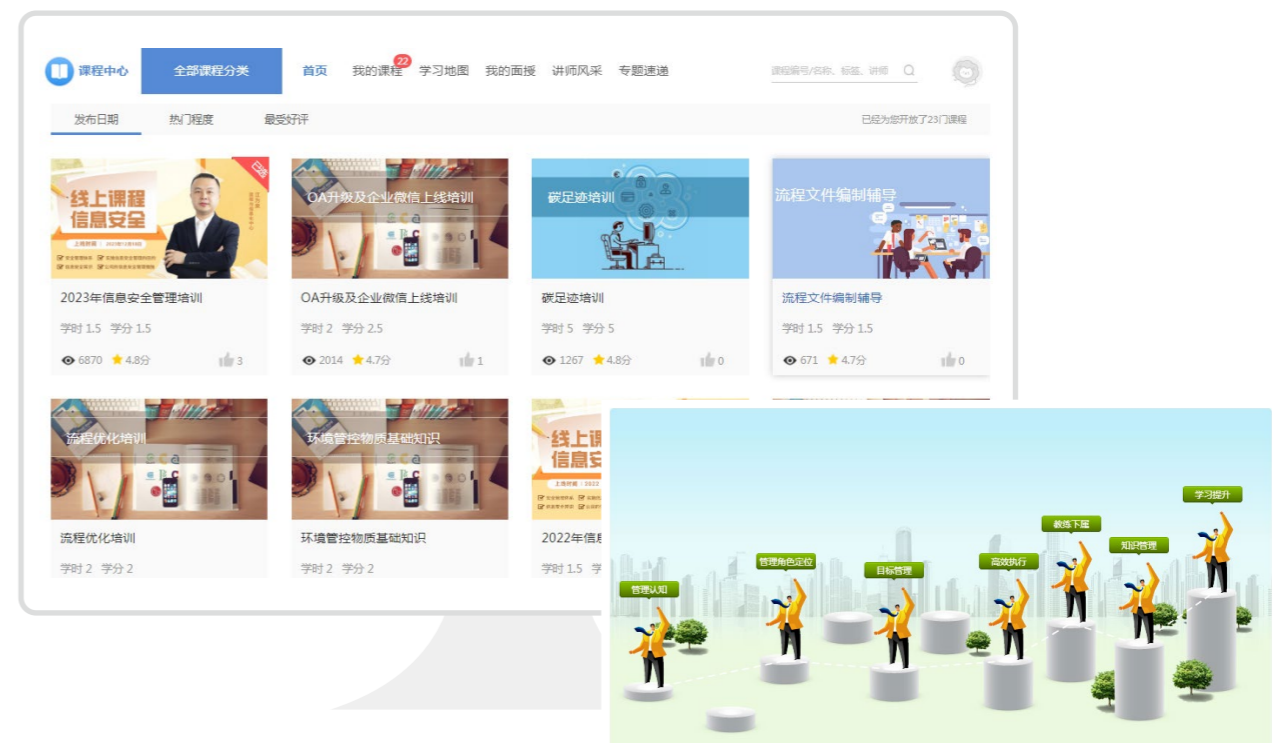 课程中心
全部课程分类
首页
我的课程
22
学习地图
我的面授
讲师风采
专题速递
课程编号/名称、标签、讲师
发布日期
热门程度
最受好评
已经为您开放了23门课程
线上课程
信息安全
已选
OA升级及企业微信上线培训
碳足迹培训
流程文件编制辅导
2023年信息安全管理培训
OA升级及企业微信上线培训
碳足迹培训
流程文件编制辅导
学时 1.5 学分 1.5
学时 2 学分 2.5
学时 5 学分 5
学时 1.5 学分 1.5
6870 4.8分 3
2014 4.7分 1
1267 4.8分 0
671 4.7分 0
流程优化培训
环境管控物质基础知识
线上
信息
流程优化培训
环境管控物质基础知识
2022年信
学时 2 学分 2
学时 2 学分 2
学时 1.5
学习提升
教练下属
知识管理
管理角色定位
高效执行
目标管理
管理认知